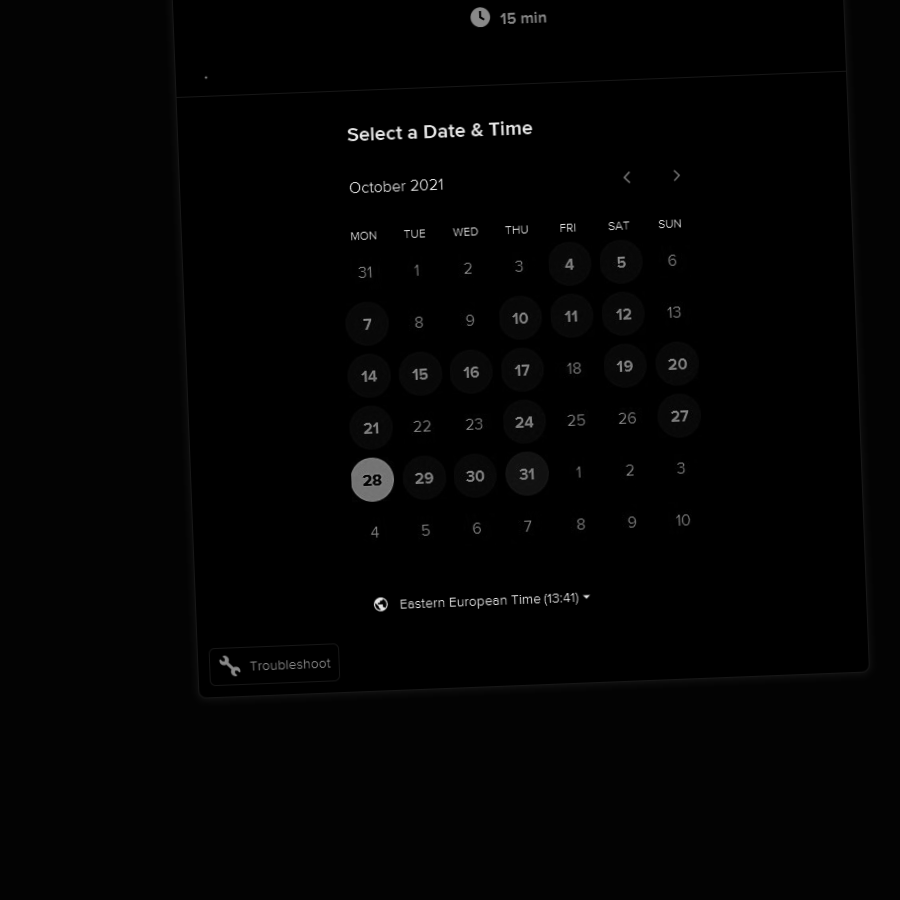 15 min
Select a Date & Time
October 2021
MON TUE WED THU FRI SAT SUN
31 1 2 3 4 5 6
7 8 9 10 11 12 13
14 15 16 17 18 19 20
21 22 23 24 25 26 27
28 29 30 31 1 2 3
4 5 6 7 8 9 10
Eastern European Time (13:41)
Troubleshoot